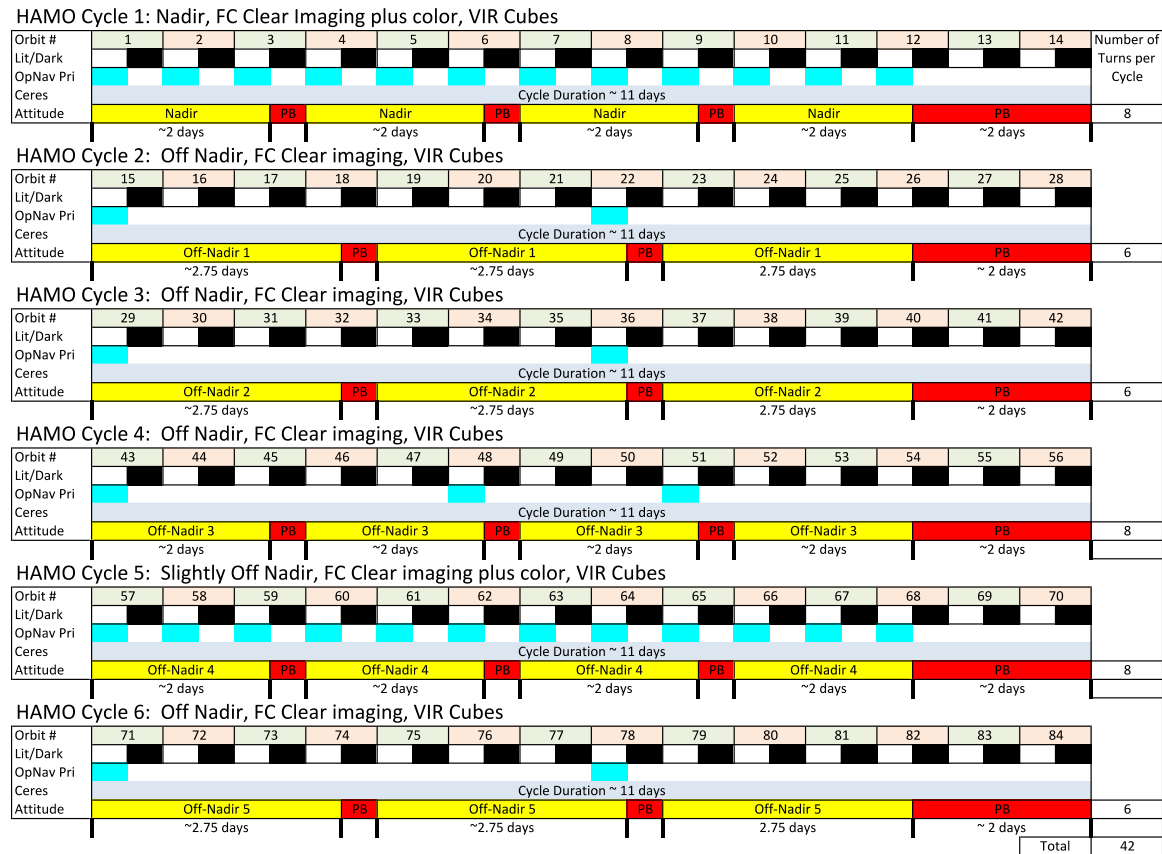 HAMO Cycle 1: Nadir, FC Clear Imaging plus color, VIR Cubes
Orbit # 1 2 3 4 5 6 7 8 9 10 11 12 13 14 Number of
Lit/Dark Turns per
OpNav Pri Cycle
Ceres Cycle Duration ~ 11 days
Attitude Nadir PB Nadir PB Nadir PB Nadir PB 8
~2 days ~2 days ~2 days ~2 days ~2 days
HAMO Cycle 2: Off Nadir, FC Clear imaging, VIR Cubes
Orbit # 15 16 17 18 19 20 21 22 23 24 25 26 27 28
Lit/Dark
OpNav Pri
Ceres Cycle Duration ~ 11 days
Attitude Off-Nadir 1 PB Off-Nadir 1 PB Off-Nadir 1 PB 6
~2.75 days ~2.75 days 2.75 days ~ 2 days
HAMO Cycle 3: Off Nadir, FC Clear imaging, VIR Cubes
Orbit # 29 30 31 32 33 34 35 36 37 38 39 40 41 42
Lit/Dark
OpNav Pri
Ceres Cycle Duration ~ 11 days
Attitude Off-Nadir 2 PB Off-Nadir 2 PB Off-Nadir 2 PB 6
~2.75 days ~2.75 days 2.75 days ~ 2 days
HAMO Cycle 4: Off Nadir, FC Clear imaging, VIR Cubes
Orbit # 43 44 45 46 47 48 49 50 51 52 53 54 55 56
Lit/Dark
OpNav Pri
Ceres Cycle Duration ~ 11 days
Attitude Off-Nadir 3 PB Off-Nadir 3 PB Off-Nadir 3 PB Off-Nadir 3 PB 8
~2 days ~2 days ~2 days ~2 days ~2 days
HAMO Cycle 5: Slightly Off Nadir, FC Clear imaging plus color, VIR Cubes
Orbit # 57 58 59 60 61 62 63 64 65 66 67 68 69 70
Lit/Dark
OpNav Pri
Ceres Cycle Duration ~ 11 days
Attitude Off-Nadir 4 PB Off-Nadir 4 PB Off-Nadir 4 PB Off-Nadir 4 PB 8
~2 days ~2 days ~2 days ~2 days ~2 days
HAMO Cycle 6: Off Nadir, FC Clear imaging, VIR Cubes
Orbit # 71 72 73 74 75 76 77 78 79 80 81 82 83 84
Lit/Dark
OpNav Pri
Ceres Cycle Duration ~ 11 days
Attitude Off-Nadir 5 PB Off-Nadir 5 PB Off-Nadir 5 PB 6
~2.75 days ~2.75 days 2.75 days ~ 2 days
Total 42